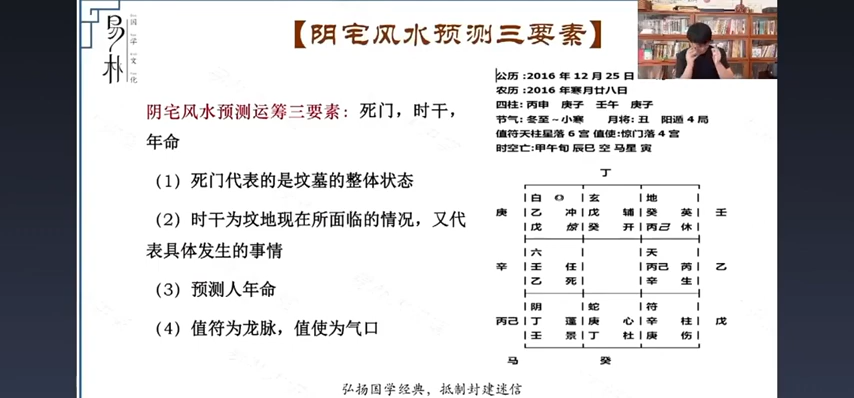 易朴
国学文化
【阴宅风水预测三要素】
阴宅风水预测运筹三要素：死门，时干，
年命
（1）死门代表的是坟墓的整体状态
（2）时干为坟地现在所面临的情况，又代
表具体发生的事情
（3）预测人年命
（4）值符为龙脉，值使为气口
公历 :2016 年 12 月 25 日
农历 :2016 年寒月廿八日
四柱: 丙申 庚子 壬午 庚子
节气: 冬至～小寒 月将: 丑 阳遁 4 局
值符天柱星落 6 宫 值使:惊门落 4 宫
时空亡:甲午旬 辰巳 空 马星 寅
丁
白 玄 地
庚 乙 冲 戊 辅 癸 英 壬
戊 惊 癸 开 丙己 休
六 天
辛 壬 任 丙己 芮 乙
乙 死 辛 生
阴 蛇 符
丙己 丁 蓬 庚 心 辛 柱 戊
壬 景 丁 杜 庚 伤
马 癸
弘扬国学经典，抵制封建迷信